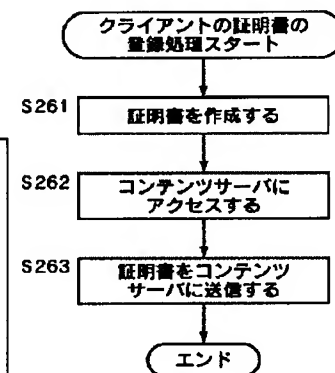 クライアントの証明書の
登録処理スタート
S261
証明書を作成する
S262
コンテンツサーバに
アクセスする
S263
証明書をコンテンツ
サーバに送信する
エンド